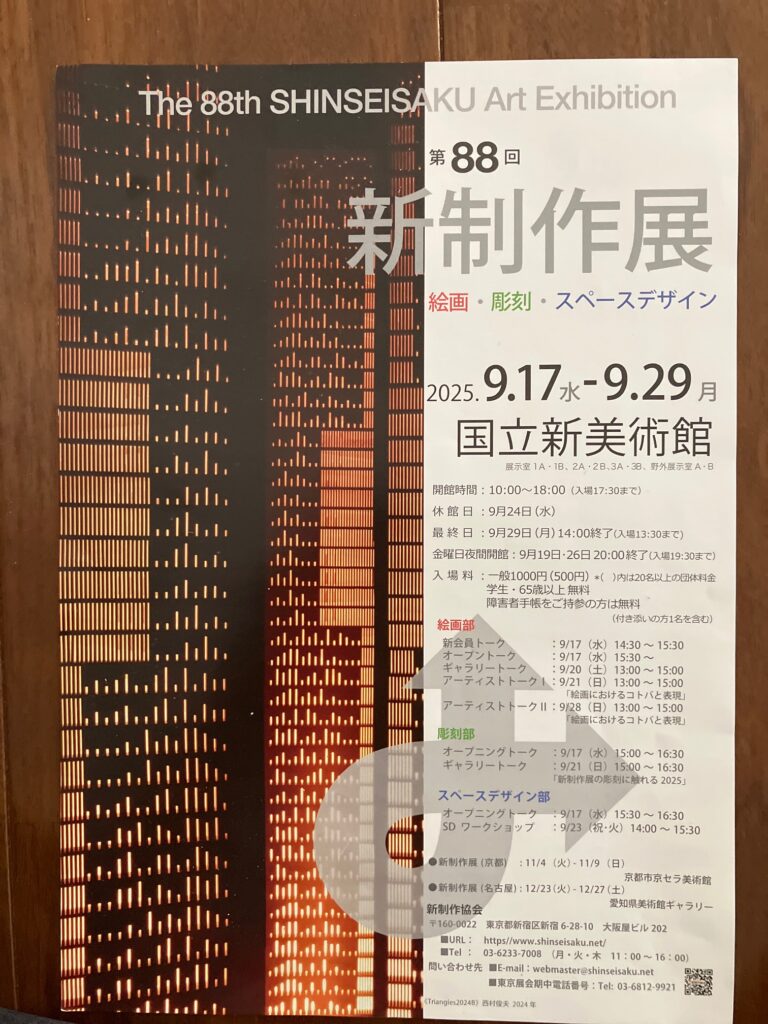 The 88th SHINSEISAKU Art Exhibition
第88回
新制作展
絵画・彫刻・スペースデザイン
2025. 9.17水-9.29月
国立新美術館
展示室1A・1B、2A・2B、3A・3B、野外展示室A・B
開館時間：10:00〜18:00（入場17:30まで）
休館日：9月24日（水）
最終日：9月29日（月）14:00終了（入場13:30まで）
金曜日夜間開館：9月19日･26日 20:00終了（入場19:30まで）
入場料：一般1000円（500円）＊（　）内は20名以上の団体料金
学生・65歳以上 無料
障害者手帳をご持参の方は無料
（付き添いの方1名を含む）
絵画部
新会員トーク：9/17（水）14:30 〜 15:30
オープントーク：9/17（水）15:30 〜
ギャラリートーク：9/20（土）13:00 〜 15:00
アーティストトークⅠ：9/21（日）13:00 〜 15:00
「絵画におけるコトバと表現」
アーティストトークⅡ：9/28（日）13:00 〜 15:00
「絵画におけるコトバと表現」
彫刻部
オープニングトーク：9/17（水）15:00 〜 16:30
ギャラリートーク：9/21（日）15:00 〜 16:30
「新制作展の彫刻に触れる 2025」
スペースデザイン部
オープニングトーク：9/17（水）15:30 〜 16:30
SD ワークショップ：9/23（祝･火）14:00 〜 15:30
●新制作展（京都）：11/4（火）- 11/9（日）
京都市京セラ美術館
●新制作展（名古屋）：12/23（火）- 12/27（土）
愛知県美術館ギャラリー
新制作協会
〒160-0022　東京都新宿区新宿 6-28-10　大阪屋ビル 202
■URL：　https//www.shinseisaku.net/
■Tel　：　03-6233-7008　（月・火・木　11：00 〜 16：00）
問い合わせ先　■E-mail：webmaster@shinseisaku.net
■東京展会期中電話番号：Tel: 03-6812-9921
《Triangles2024B》西村俊夫 2024 年